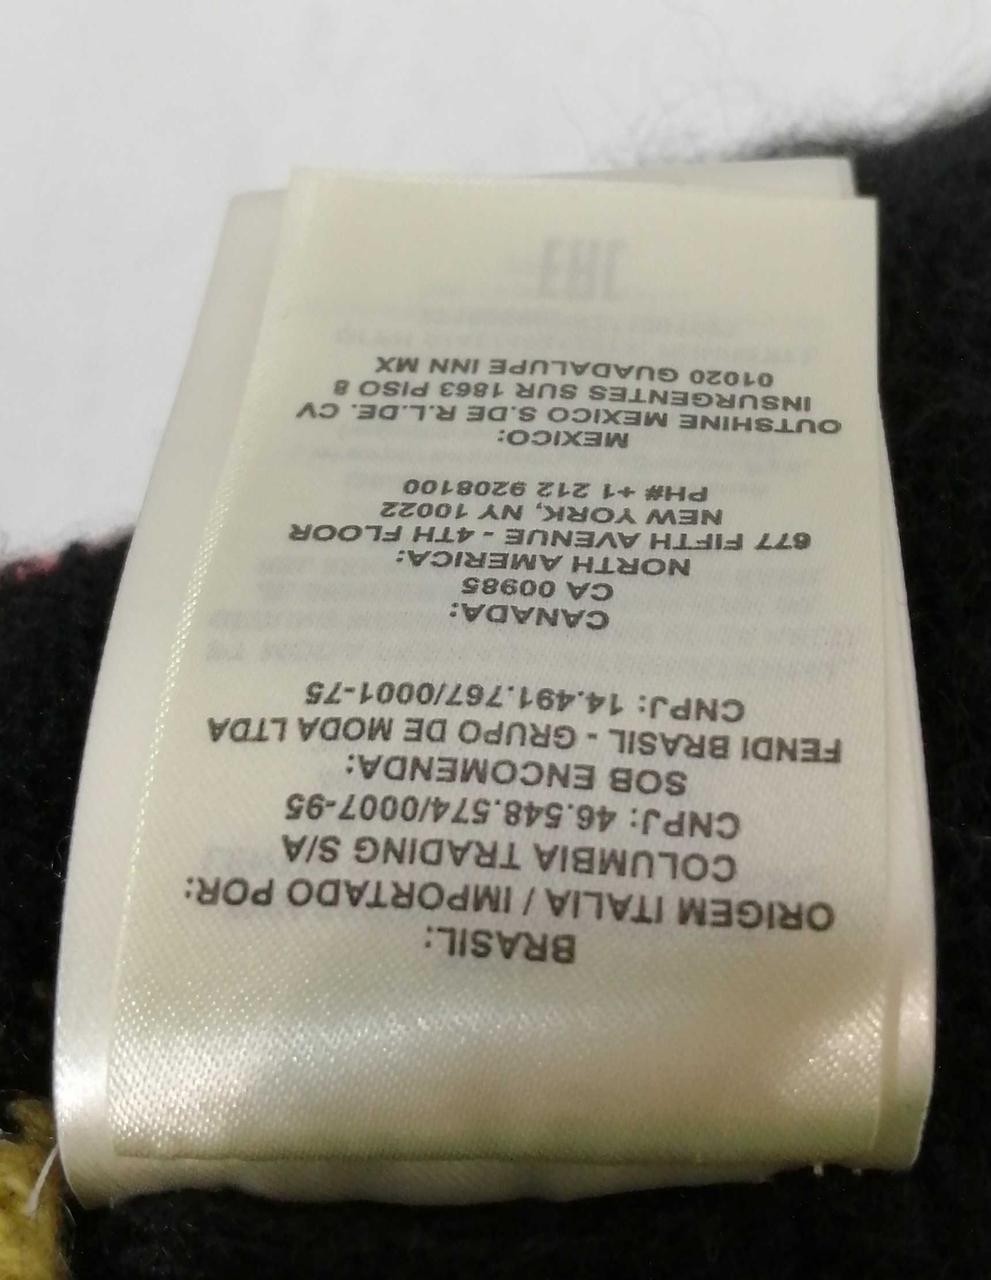 BRASIL:
ORIGEM ITALIA / IMPORTADO POR:
COLUMBIA TRADING S/A
CNPJ: 46.548.574/0007-95
SOB ENCOMENDA:
FENDI BRASIL - GRUPO DE MODA LTDA
CNPJ: 14.491.767/0001-75
CANADA:
CA 00985
NORTH AMERICA:
677 FIFTH AVENUE - 4TH FLOOR
NEW YORK, NY 10022
PH# +1 212 9208100
MEXICO:
OUTSHINE MEXICO S.DE R.L.DE. CV
INSURGENTES SUR 1863 PISO 8
01020 GUADALUPE INN MX